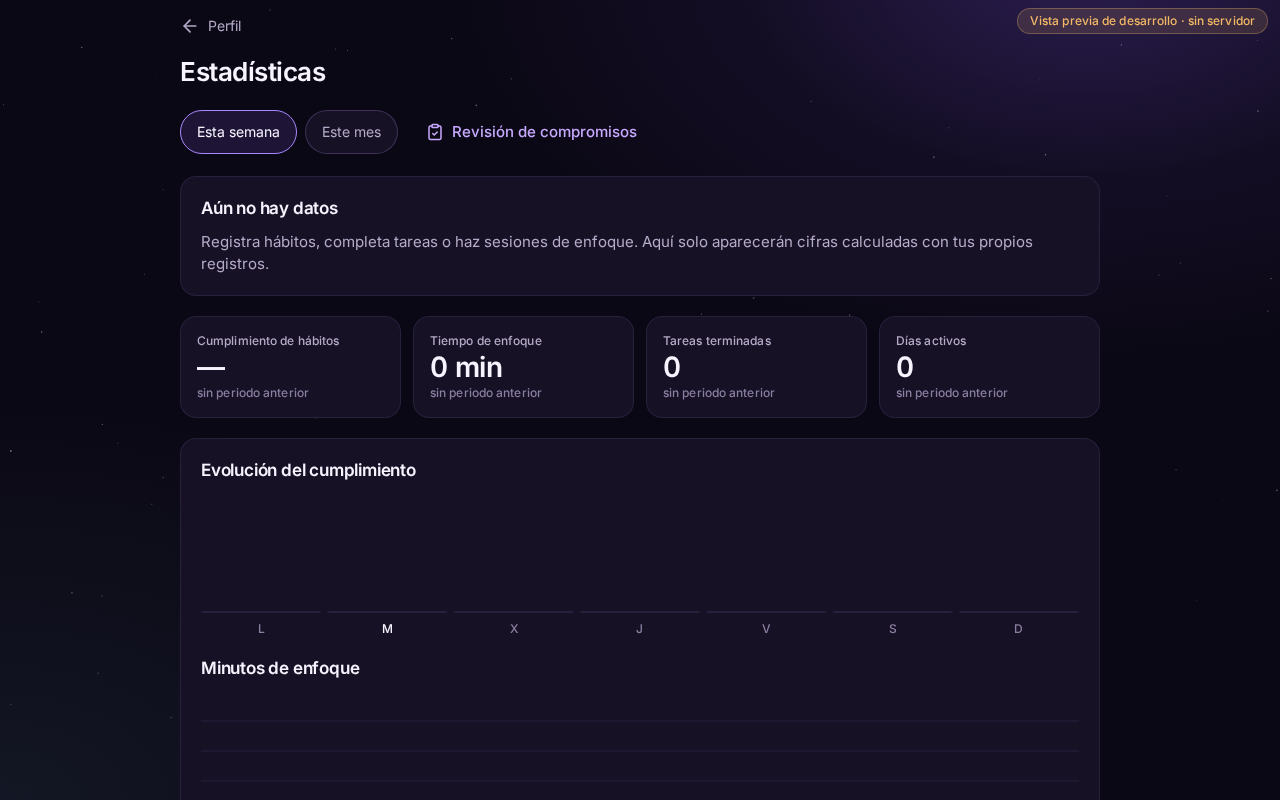 Perfil
Vista previa de desarrollo · sin servidor
Estadísticas
Esta semana
Este mes
Revisión de compromisos
Aún no hay datos
Registra hábitos, completa tareas o haz sesiones de enfoque. Aquí solo aparecerán cifras calculadas con tus propios
registros.
Cumplimiento de hábitos
—
sin periodo anterior
Tiempo de enfoque
0 min
sin periodo anterior
Tareas terminadas
0
sin periodo anterior
Días activos
0
sin periodo anterior
Evolución del cumplimiento
L M X J V S D
Minutos de enfoque